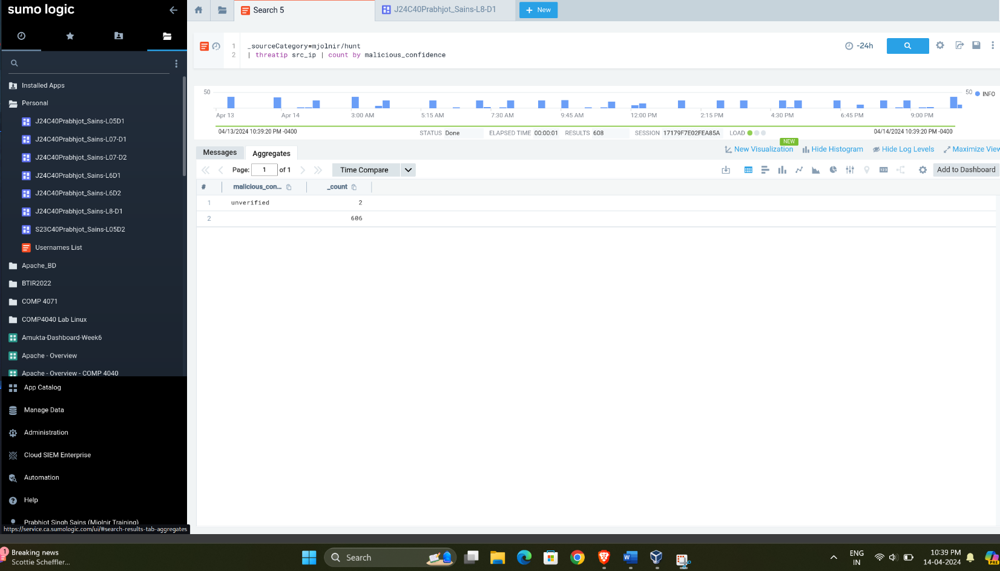 sumo logic
Installed Apps
Personal
J24C40Prabhjot_Sains-L05D1
J24C40Prabhjot_Sains-L07-D1
J24C40Prabhjot_Sains-L07-D2
J24C40Prabhjot_Sains-L6D1
J24C40Prabhjot_Sains-L6D2
J24C40Prabhjot_Sains-L8-D1
S23C40Prabhjot_Sains-L05D2
Usernames List
Apache_BD
BTIR2022
COMP 4071
COMP4040 Lab Linux
Amukta-Dashboard-Week6
Apache - Overview
Apache - Overview - COMP 4040
App Catalog
Manage Data
Administration
Cloud SIEM Enterprise
Automation
Help
Prabhjot Singh Sains (Mjolnir Training)
https://service.ca.sumologic.com/ui/#search-results-tab-aggregates
Search 5
J24C40Prabhjot_Sains-L8-D1
+ New
1 _sourceCategory=mjolnir/hunt
2 | threatip src_ip | count by malicious_confidence
-24h
50
50 INFO
Apr 13 Apr 14 3:00 AM 5:15 AM 7:30 AM 9:45 AM 12:00 PM 2:15 PM 4:30 PM 6:45 PM 9:00 PM
04/13/2024 10:39:20 PM -0400 STATUS Done ELAPSED TIME 00:00:01 RESULTS 608 SESSION 17179F7E02FEA85A LOAD 04/14/2024 10:39:20 PM -0400
NEW
Messages Aggregates New Visualization Hide Histogram Hide Log Levels Maximize View
Page: 1 of 1 Time Compare Add to Dashboard
# malicious_con... _count
1 unverified 2
2 606
1 Breaking news
Scottie Scheffler...
Search
ENG
IN
10:39 PM
14-04-2024
PRE